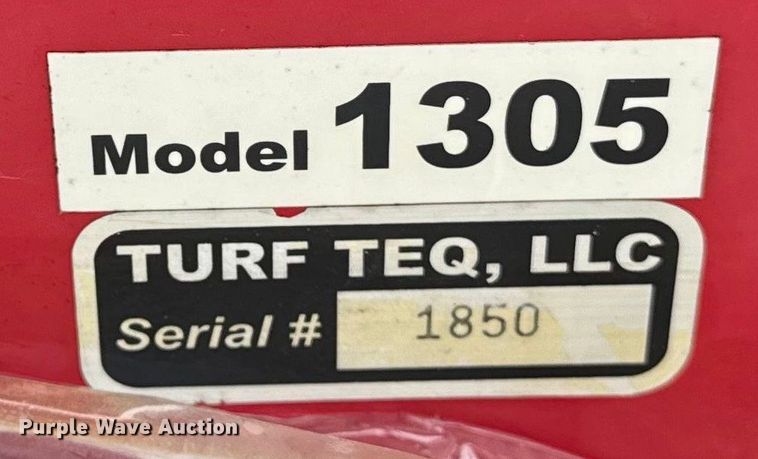 Model 1305
TURF TEQ, LLC
Serial # 1850
Purple Wave Auction